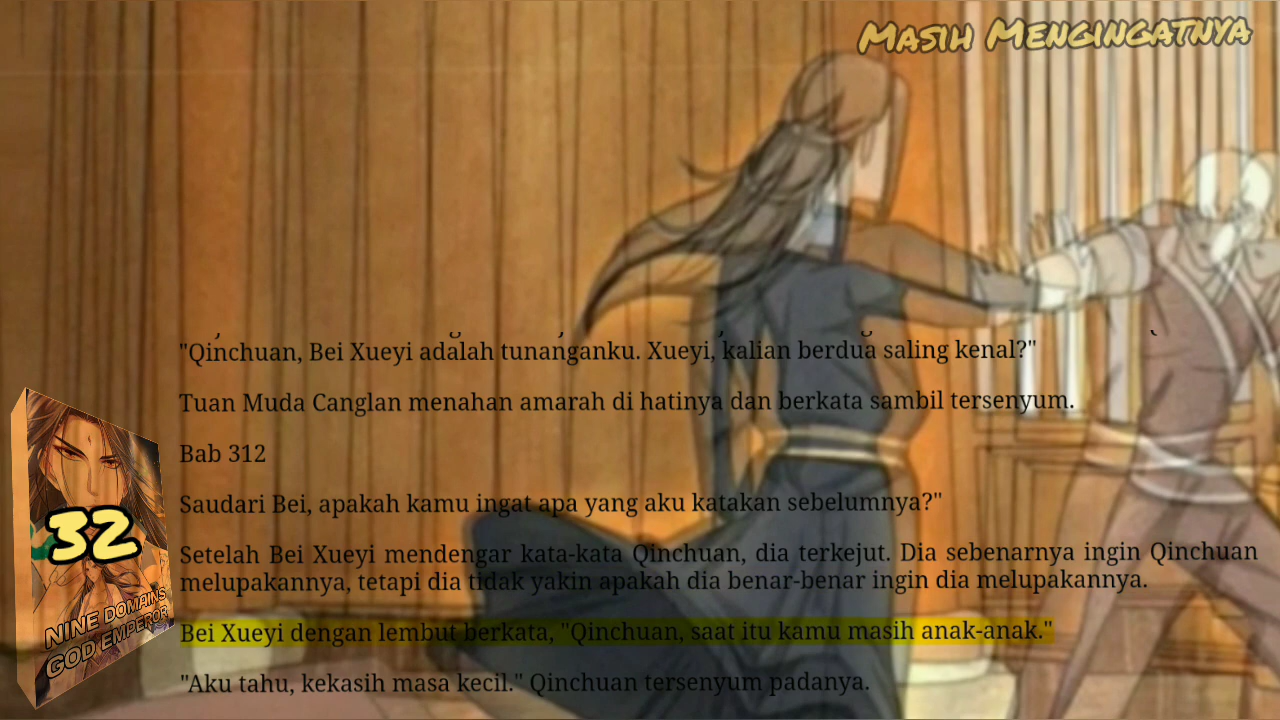 Masih Mengingatnya
"Qinchuan, Bei Xueyi adalah tunanganku. Xueyi, kalian berdua saling kenal?"
Tuan Muda Canglan menahan amarah di hatinya dan berkata sambil tersenyum.
Bab 312
Saudari Bei, apakah kamu ingat apa yang aku katakan sebelumnya?"
Setelah Bei Xueyi mendengar kata-kata Qinchuan, dia terkejut. Dia sebenarnya ingin Qinchuan
melupakannya, tetapi dia tidak yakin apakah dia benar-benar ingin dia melupakannya.
Bei Xueyi dengan lembut berkata, "Qinchuan, saat itu kamu masih anak-anak."
"Aku tahu, kekasih masa kecil." Qinchuan tersenyum padanya.
32
NINE DOMAINS
GOD EMPEROR